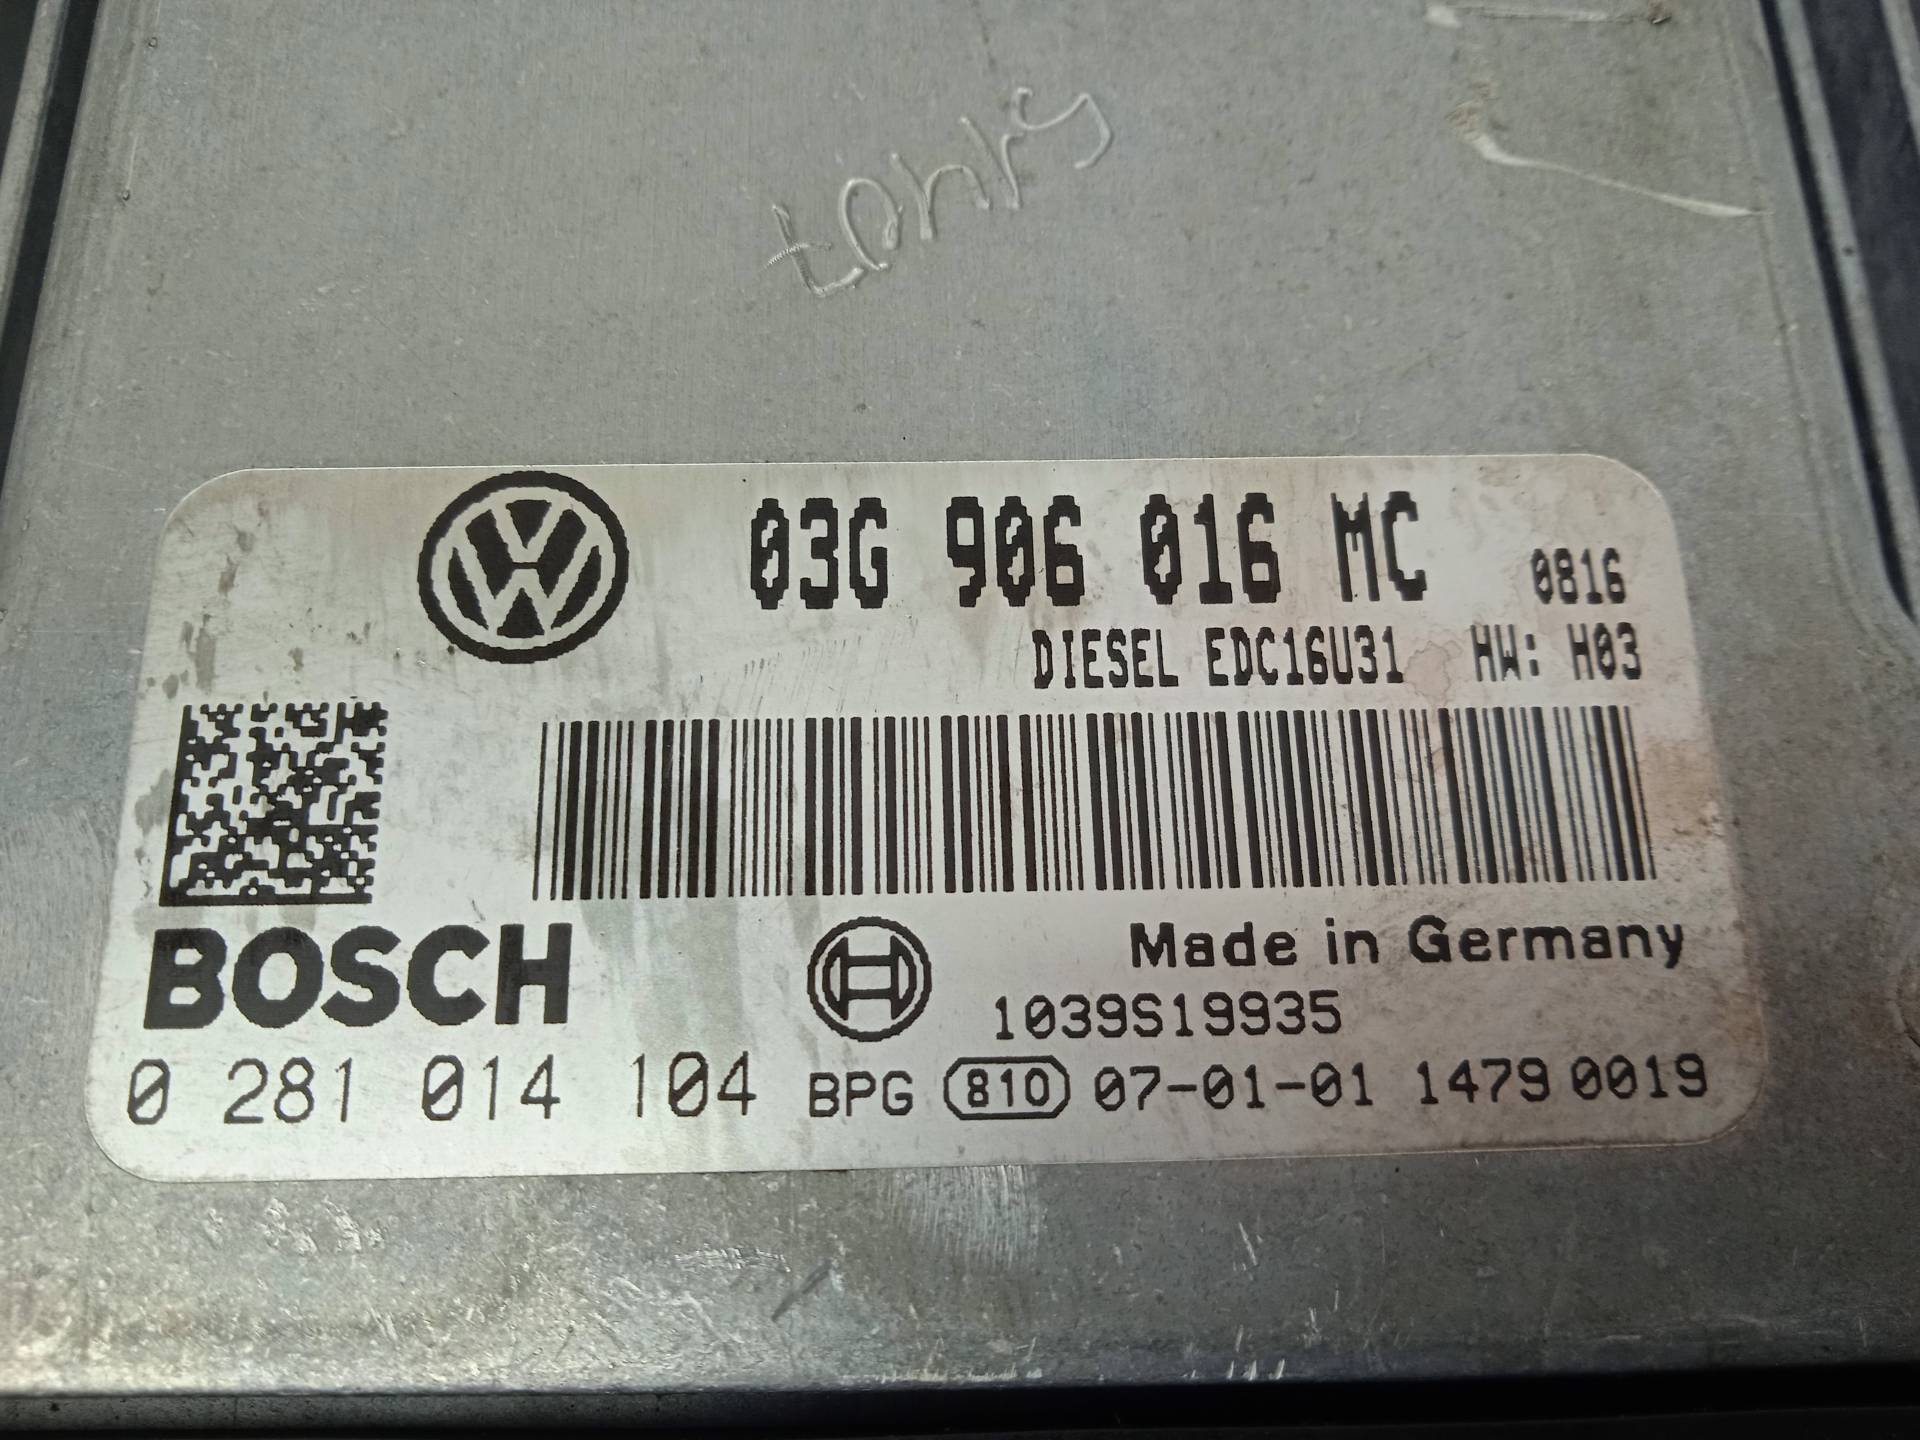 03G 906 016 MC 0816
DIESEL EDC16U31 HW: H03
BOSCH
Made in Germany
1039S19935
0 281 014 104 BPG 810 07-01-01 1479 0019